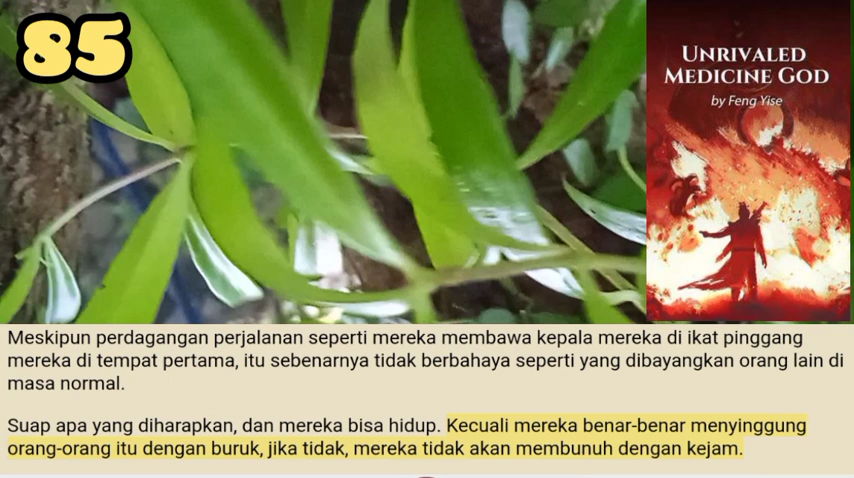 85
UNRIVALED
MEDICINE GOD
by Feng Yise
Meskipun perdagangan perjalanan seperti mereka membawa kepala mereka di ikat pinggang
mereka di tempat pertama, itu sebenarnya tidak berbahaya seperti yang dibayangkan orang lain di
masa normal.
Suap apa yang diharapkan, dan mereka bisa hidup. Kecuali mereka benar-benar menyinggung
orang-orang itu dengan buruk, jika tidak, mereka tidak akan membunuh dengan kejam.